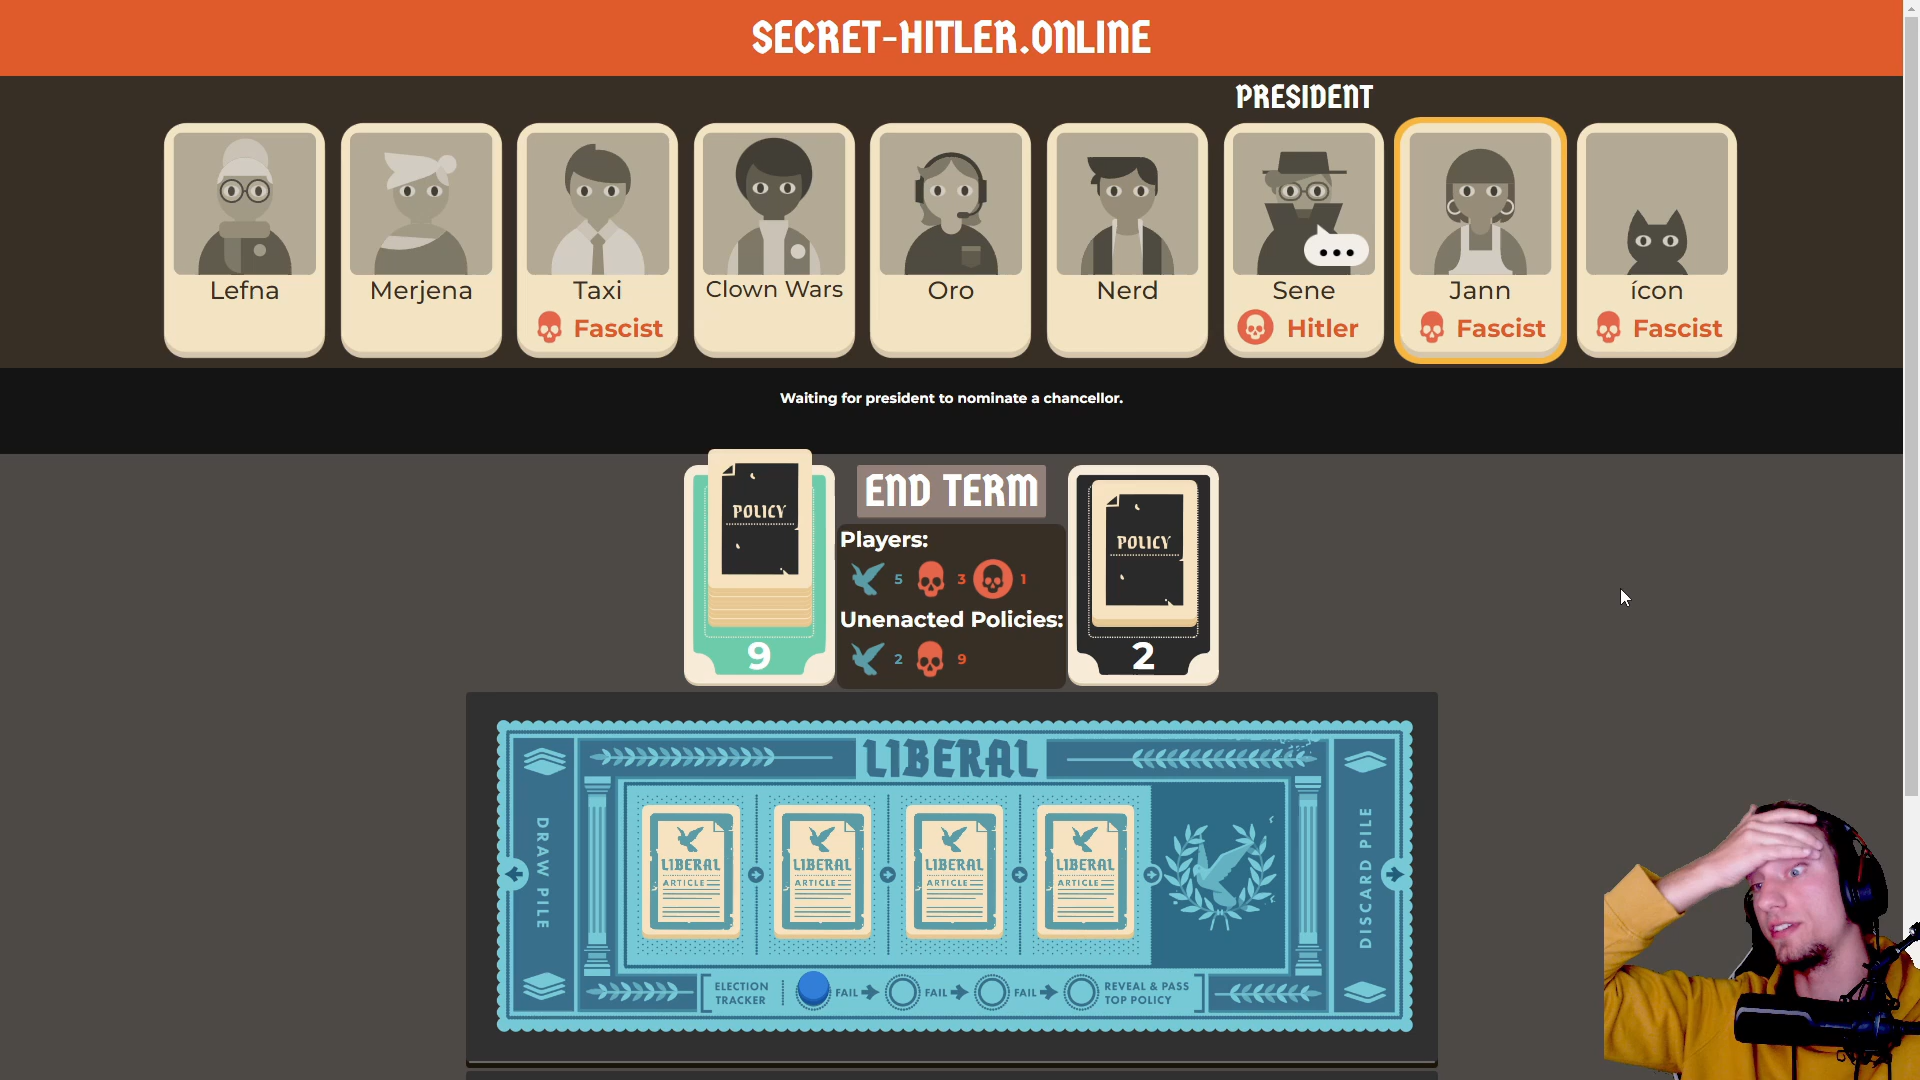 SECRET-HITLER.ONLINE
PRESIDENT
Lefna
Merjena
Taxi
Fascist
Clown Wars
Oro
Nerd
Sene
Hitler
Jann
Fascist
ícon
Fascist
Waiting for president to nominate a chancellor.
POLICY
9
END TERM
Players:
5 3 1
Unenacted Policies:
2 9
POLICY
2
LIBERAL
DRAW PILE
LIBERAL
ARTICLE
LIBERAL
ARTICLE
LIBERAL
ARTICLE
LIBERAL
ARTICLE
DISCARD PILE
ELECTION
TRACKER
FAIL
FAIL
FAIL
REVEAL & PASS
TOP POLICY